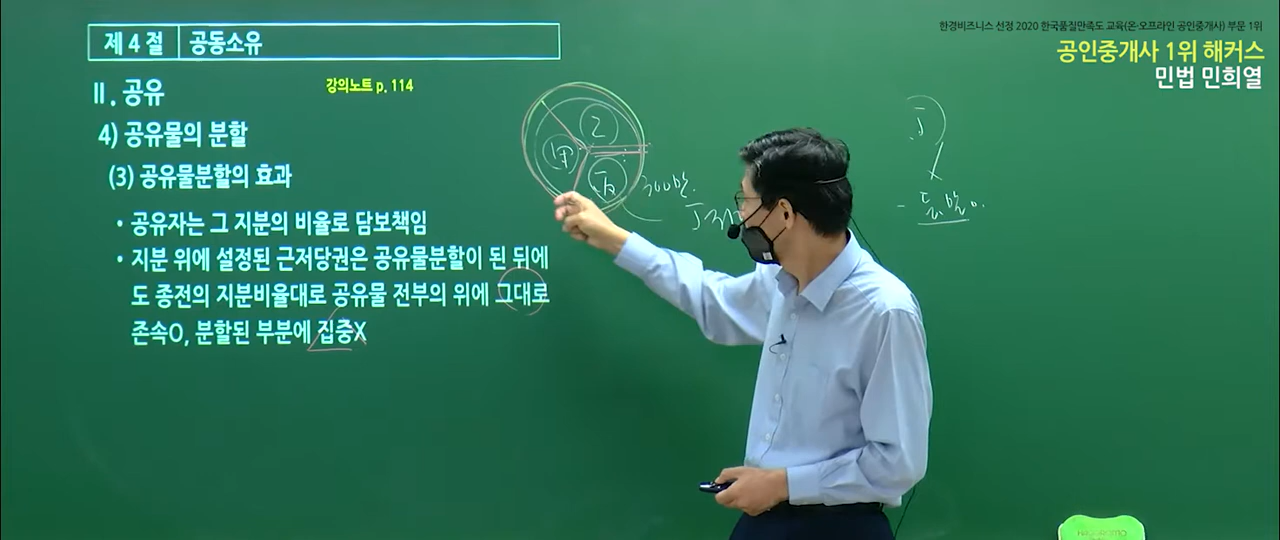 한경비즈니스 선정 2020 한국품질만족도 교육(온·오프라인 공인중개사) 부문 1위
공인중개사 1위 해커스
민법 민희열
제 4 절 공동소유
Ⅱ. 공유
강의노트 p. 114
4) 공유물의 분할
(3) 공유물분할의 효과
• 공유자는 그 지분의 비율로 담보책임
• 지분 위에 설정된 근저당권은 공유물분할이 된 뒤에
도 종전의 지분비율대로 공유물 전부의 위에 그대로
존속O, 분할된 부분에 집중X
甲
乙
丙
300만.